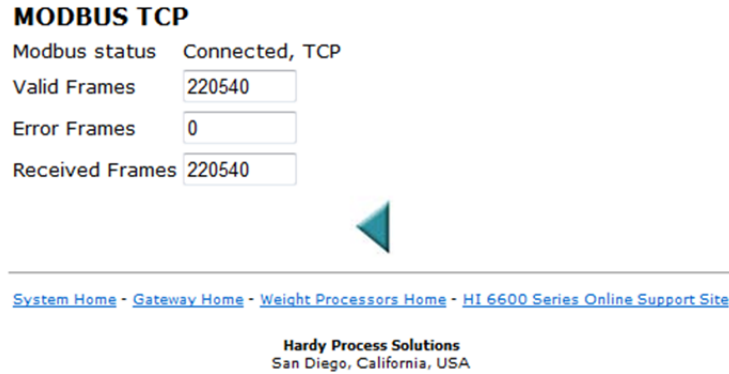 MODBUS TCP
Modbus status Connected, TCP
Valid Frames 220540
Error Frames 0
Received Frames 220540
System Home - Gateway Home - Weight Processors Home - HI 6600 Series Online Support Site
Hardy Process Solutions
San Diego, California, USA